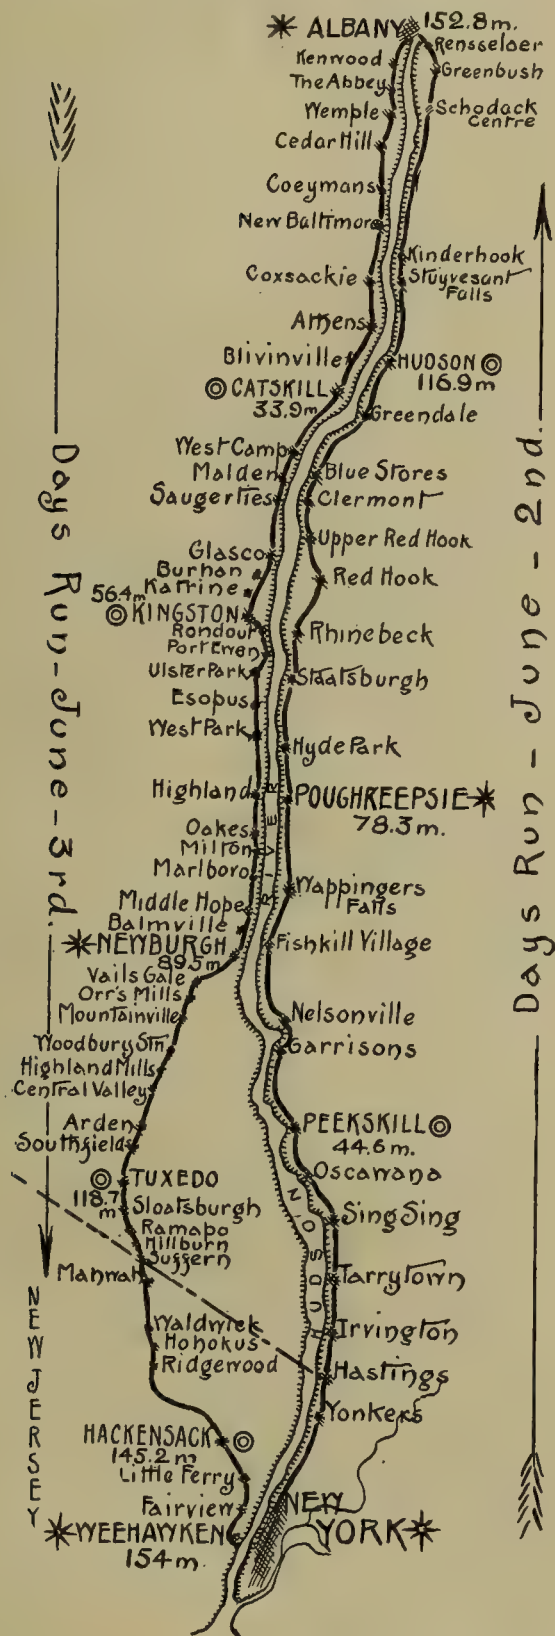 ALBANY 152.8m.
Rensselaer
Kenwood
Greenbush
The Abbey
Wemple
Schodack
Centre
Cedar Hill
Coeymans
New Baltimore
Kinderhook
Coxsackie
Stuyvesant
Falls
Athens
Blivinville
HUDSON
116.9m
CATSKILL
33.9m
Greendale
West Camp
Malden
Blue Stores
Saugerties
Clermont
Upper Red Hook
Glasco
Burhan
Red Hook
Katrine
56.4m
KINGSTON
Rondout
Rhinebeck
Port Ewen
Ulster Park
Staatsburgh
Esopus
West Park
Hyde Park
Highland
POUGHKEEPSIE
78.3m.
Oakes
Milton
Marlboro
Wappingers
Falls
Middle Hope
Balmville
NEWBURGH
89.5m
Fishkill Village
Vails Gate
Orr's Mills
Mountainville
Nelsonville
Woodbury Stn.
Garrisons
Highland Mills
Central Valley
Arden
PEEKSKILL
44.6m.
Southfields
Oscawana
TUXEDO
118.7
m
Sloatsburgh
Sing Sing
Ramapo
Hillburn
Suffern
Mahwah
Tarrytown
Waldwick
Hohokus
Ridgewood
Irvington
Hastings
Yonkers
HACKENSACK
145.2m
Little Ferry
Fairview
NEW
YORK
WEEHAWKEN
154m
HUDSON
RIVER
Days Run-June-3rd.
Days Run-June-2nd.
NEW JERSEY